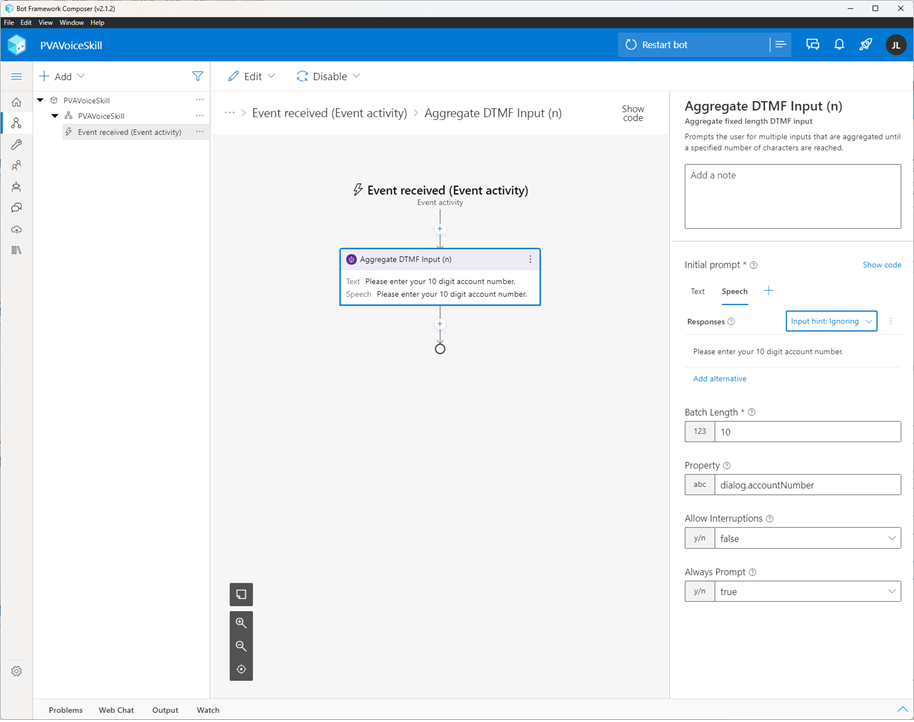 Bot Framework Composer (v2.1.2)
File Edit View Window Help
PVAVoiceSkill
Restart bot
JL
Add
PVAVoiceSkill
PVAVoiceSkill
Event received (Event activity)
Edit
Disable
... > Event received (Event activity) > Aggregate DTMF Input (n)
Show
code
Event received (Event activity)
Event activity
Aggregate DTMF Input (n)
Text Please enter your 10 digit account number.
Speech Please enter your 10 digit account number.
Aggregate DTMF Input (n)
Aggregate fixed length DTMF input
Prompts the user for multiple inputs that are aggregated until
a specified number of characters are reached.
Add a note
Initial prompt *
Show code
Text Speech +
Responses
Input hint: Ignoring
Please enter your 10 digit account number.
Add alternative
Batch Length *
123 10
Property
abc dialog.accountNumber
Allow Interruptions
y/n false
Always Prompt
y/n true
Problems Web Chat Output Watch